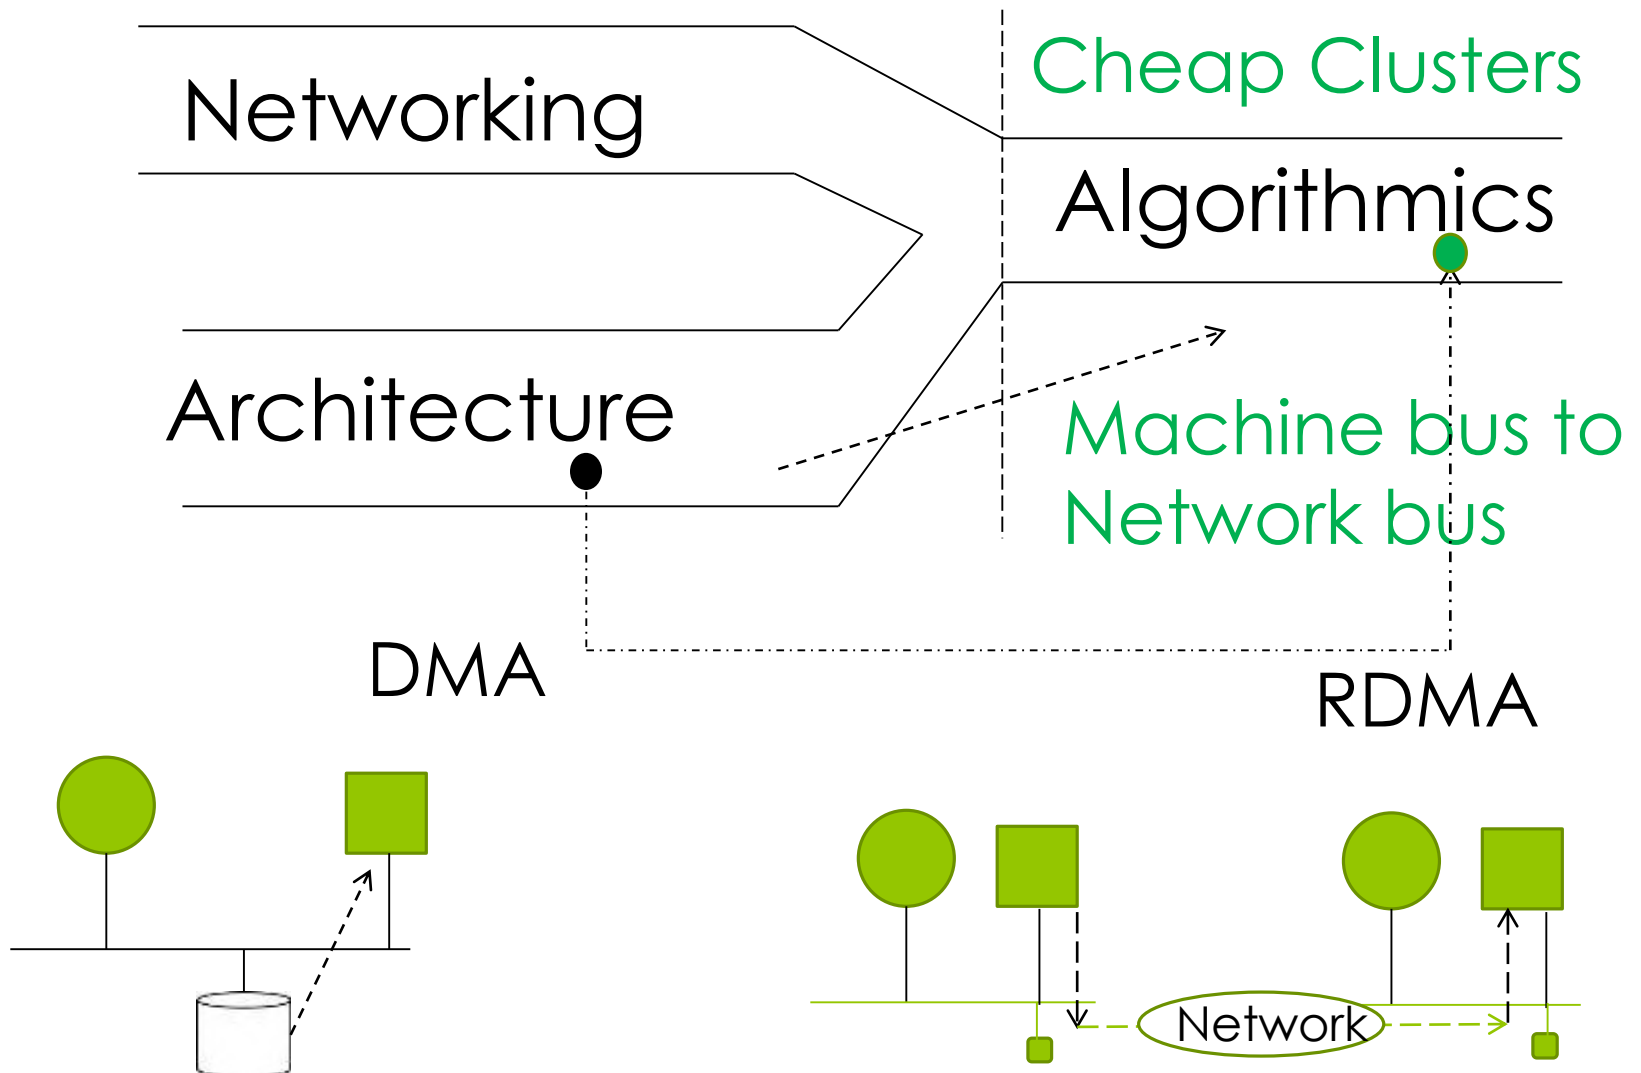 Cheap Clusters
Networking
Algorithmics
Architecture
Machine bus to
Network bus
DMA
RDMA
Network